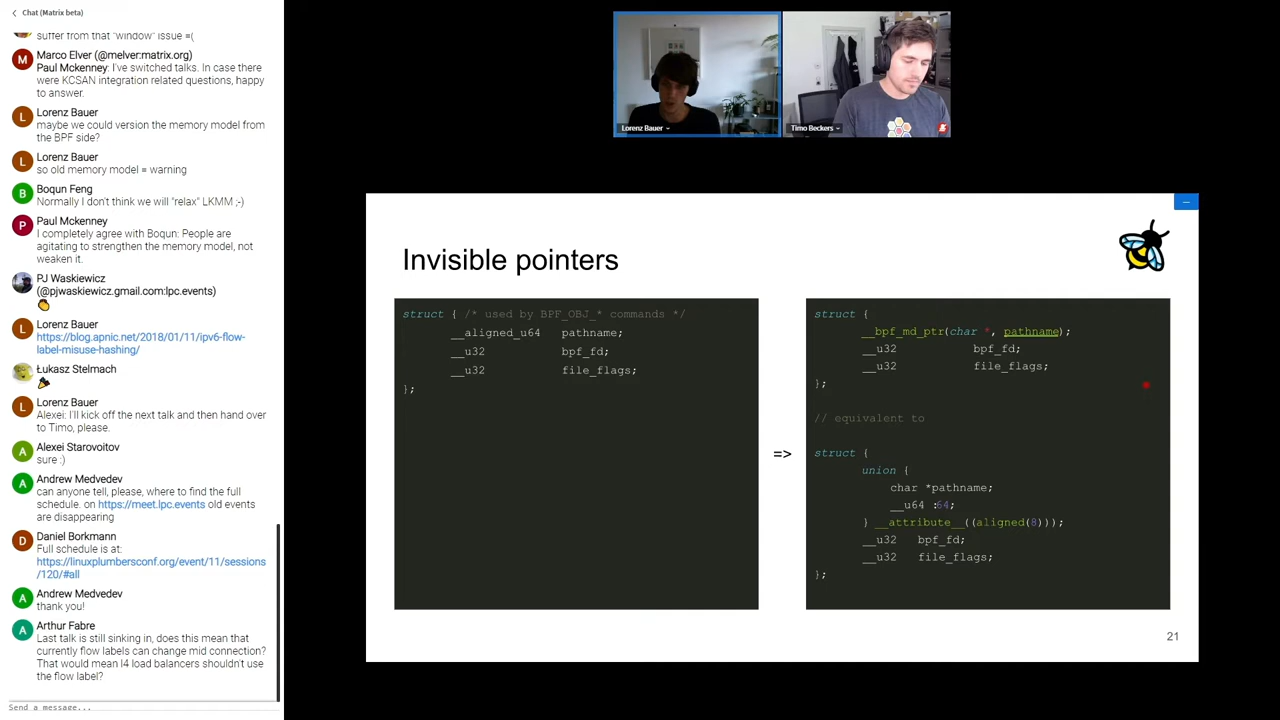 Chat (Matrix beta)
suffer from that "window" issue =(
M
Marco Elver (@melver:matrix.org)
Paul Mckenney: I've switched talks. In case there
were KCSAN integration related questions, happy
to answer.
L
Lorenz Bauer
maybe we could version the memory model from
the BPF side?
L
Lorenz Bauer
so old memory model = warning
B
Boqun Feng
Normally I don't think we will "relax" LKMM ;-)
P
Paul Mckenney
I completely agree with Boqun: People are
agitating to strengthen the memory model, not
weaken it.
PJ Waskiewicz
(@pjwaskiewicz.gmail.com:lpc.events)
L
Lorenz Bauer
https://blog.apnic.net/2018/01/11/ipv6-flow-
label-misuse-hashing/
Łukasz Stelmach
L
Lorenz Bauer
Alexei: I'll kick off the next talk and then hand over
to Timo, please.
A
Alexei Starovoitov
sure :)
A
Andrew Medvedev
can anyone tell, please, where to find the full
schedule. on https://meet.lpc.events old events
are disappearing
D
Daniel Borkmann
Full schedule is at:
https://linuxplumbersconf.org/event/11/sessions
/120/#all
A
Andrew Medvedev
thank you!
A
Arthur Fabre
Last talk is still sinking in, does this mean that
currently flow labels can change mid connection?
That would mean l4 load balancers shouldn't use
the flow label?
Send a message...
Lorenz Bauer
Timo Beckers
Invisible pointers
struct { /* used by BPF_OBJ_* commands */
__aligned_u64 pathname;
__u32 bpf_fd;
__u32 file_flags;
};
=>
struct {
__bpf_md_ptr(char *, pathname);
__u32 bpf_fd;
__u32 file_flags;
};
// equivalent to
struct {
union {
char *pathname;
__u64 :64;
} __attribute__((aligned(8)));
__u32 bpf_fd;
__u32 file_flags;
};
21